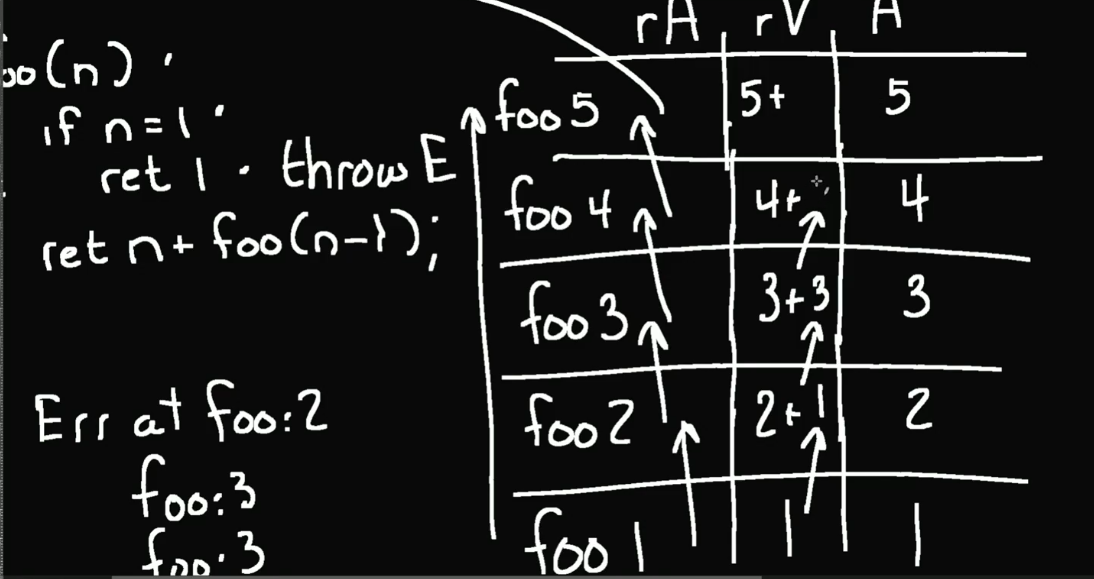 oo(n)
if n=1
ret 1 throw E
ret n+ foo(n-1);
Err at foo:2
foo:3
foo:3
rA rV A
foo 5 5+ 5
foo 4 4+ 4
foo 3 3+3 3
foo 2 2+1 2
foo 1 1 1